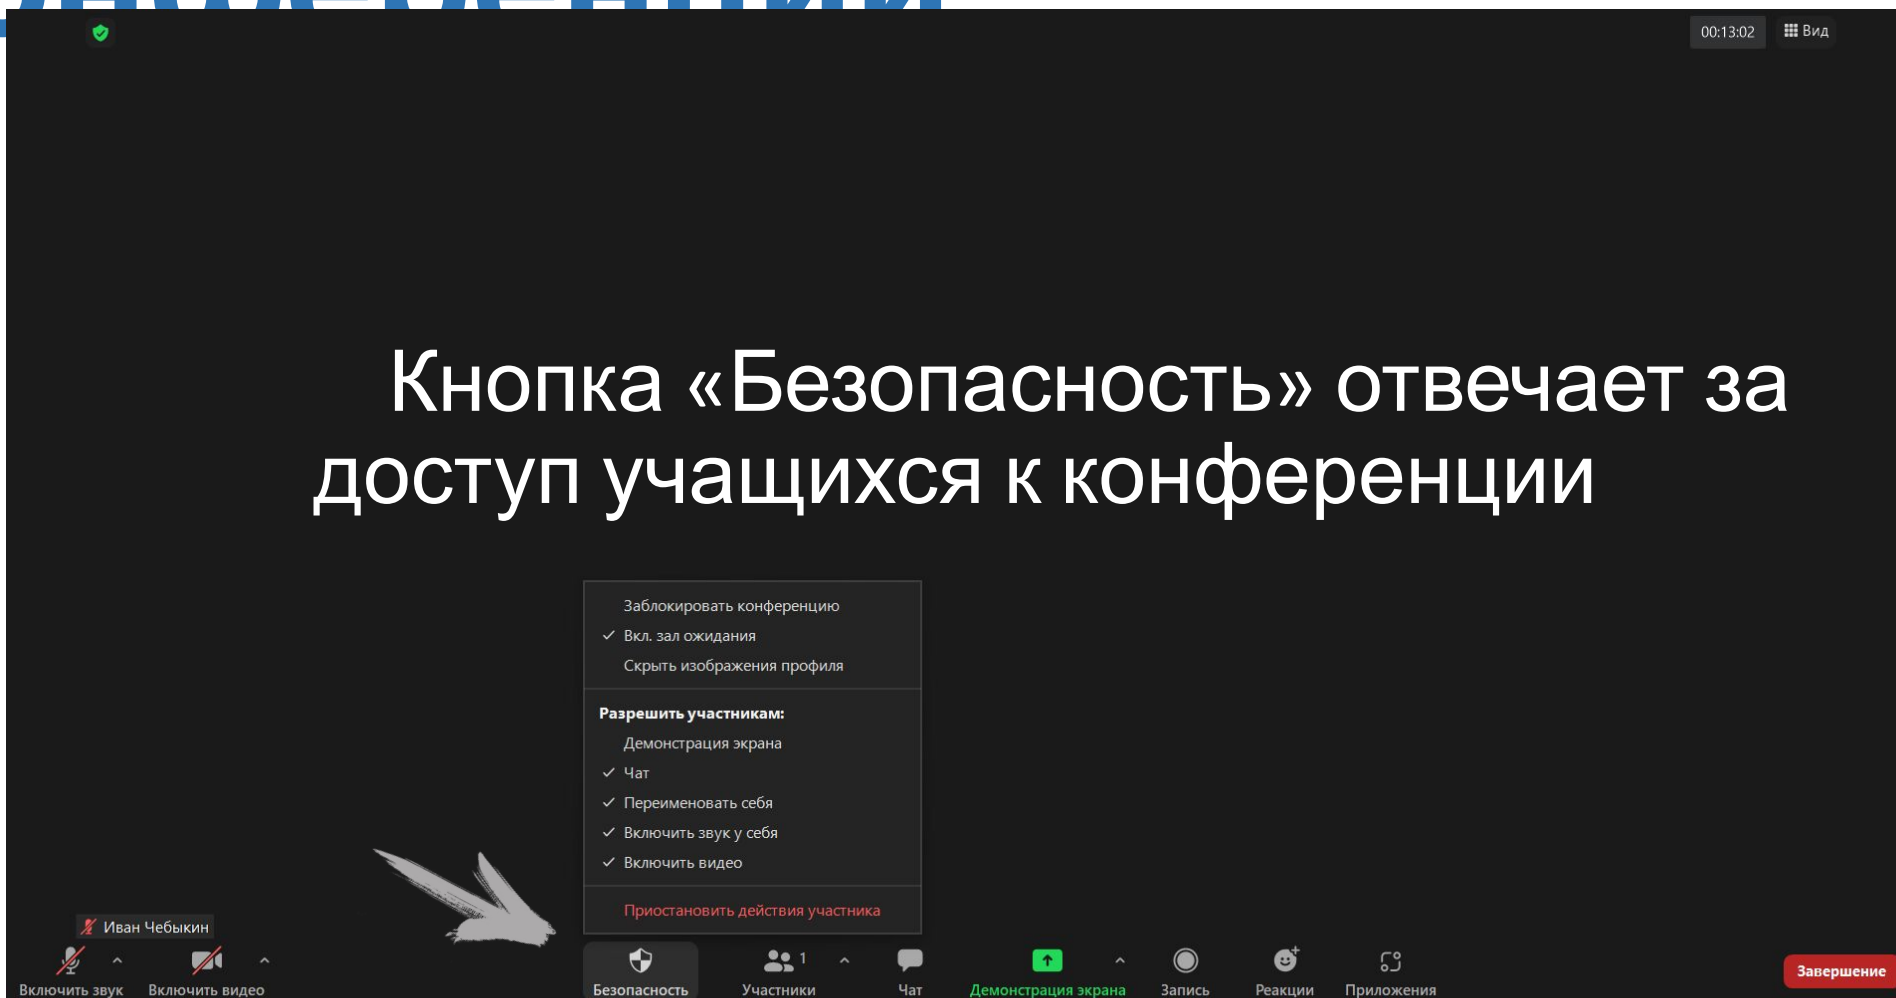 00:13:02
Вид
Кнопка «Безопасность» отвечает за
доступ учащихся к конференции
Заблокировать конференцию
Вкл. зал ожидания
Скрыть изображения профиля
Разрешить участникам:
Демонстрация экрана
Чат
Переименовать себя
Включить звук у себя
Включить видео
Приостановить действия участника
Иван Чебыкин
1
Включить звук
Включить видео
Безопасность
Участники
Чат
Демонстрация экрана
Запись
Реакции
Приложения
Завершение